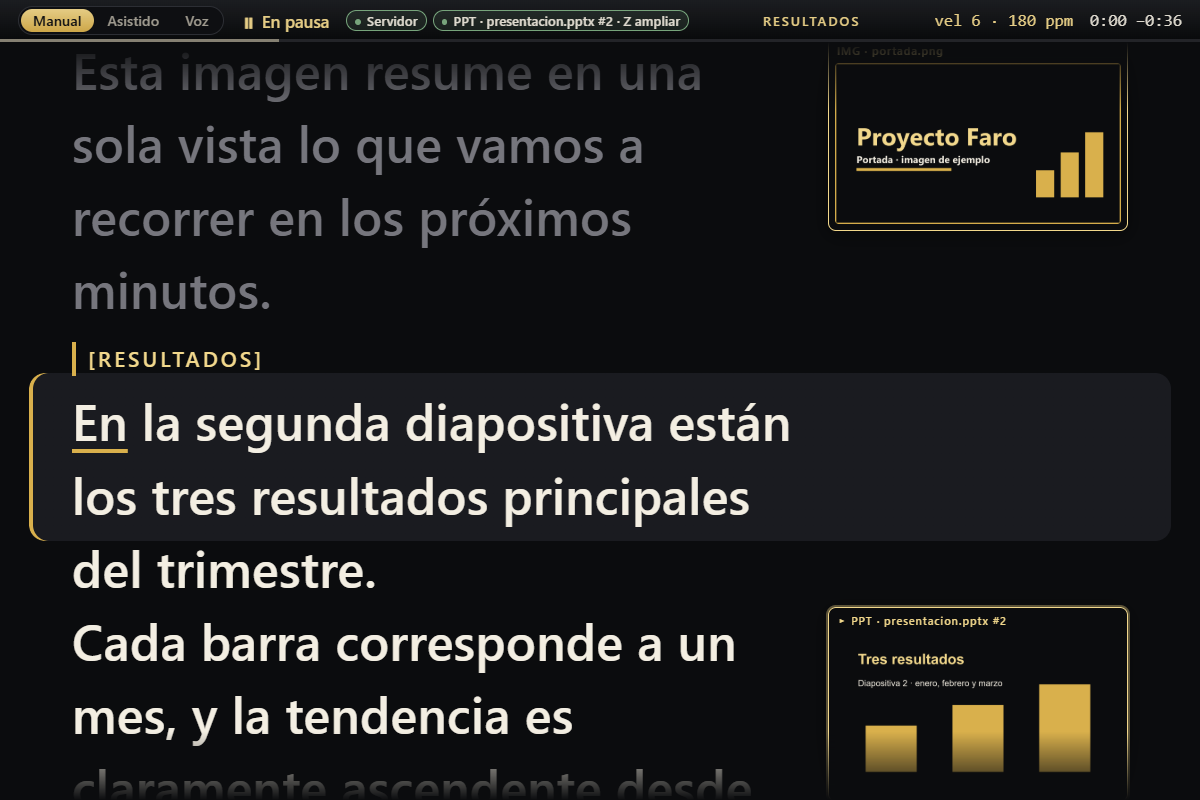 Manual Asistido Voz En pausa Servidor PPT · presentacion.pptx #2 · Z ampliar RESULTADOS vel 6 · 180 ppm 0:00 −0:36
Esta imagen resume en una
sola vista lo que vamos a
recorrer en los próximos
minutos.
IMG · portada.png
Proyecto Faro
Portada · imagen de ejemplo
[RESULTADOS]
En la segunda diapositiva están
los tres resultados principales
del trimestre.
Cada barra corresponde a un
mes, y la tendencia es
claramente ascendente desde
▸ PPT · presentacion.pptx #2
Tres resultados
Diapositiva 2 · enero, febrero y marzo